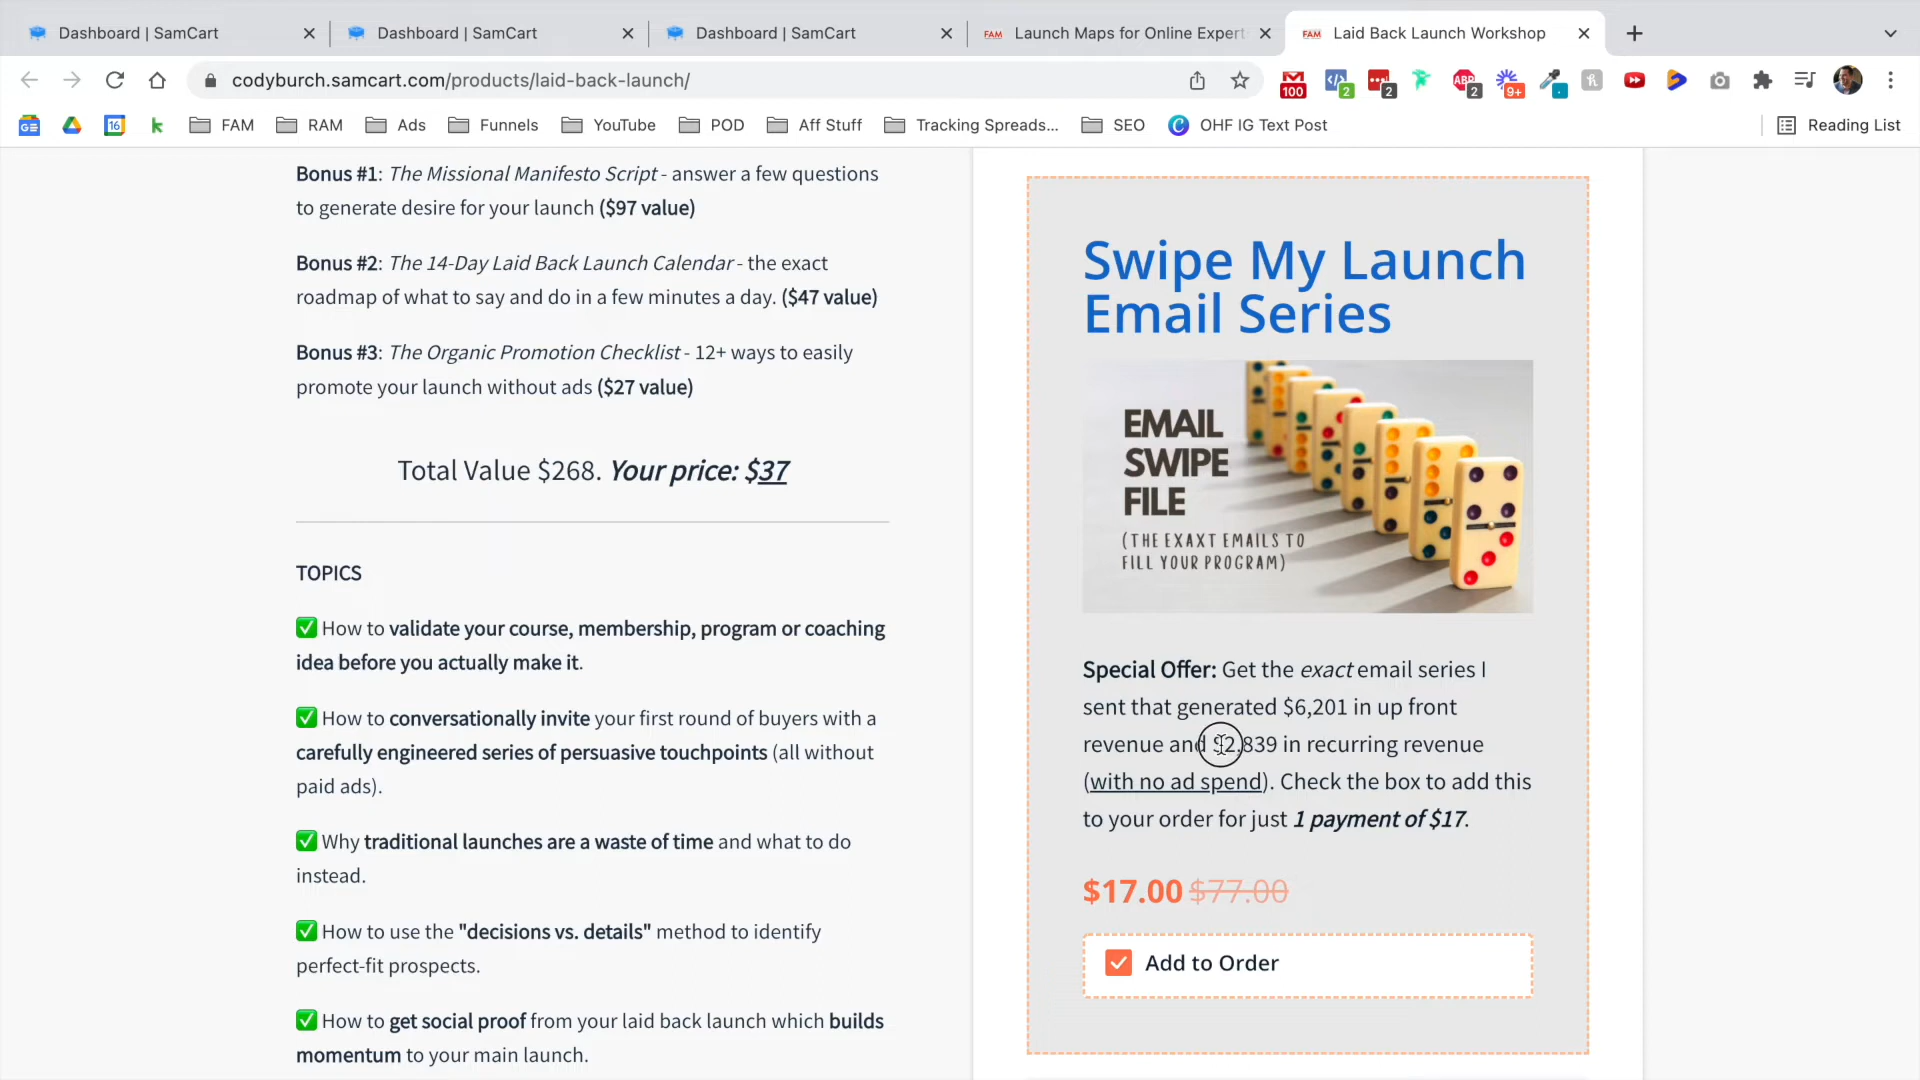 Dashboard | SamCart
Dashboard | SamCart
Dashboard | SamCart
FAM Launch Maps for Online Expert
FAM Laid Back Launch Workshop
codyburch.samcart.com/products/laid-back-launch/
100
2
2
ABP 2
9+
16
FAM
RAM
Ads
Funnels
YouTube
POD
Aff Stuff
Tracking Spreads...
SEO
OHF IG Text Post
Reading List
Bonus #1: The Missional Manifesto Script - answer a few questions
to generate desire for your launch ($97 value)
Bonus #2: The 14-Day Laid Back Launch Calendar - the exact
roadmap of what to say and do in a few minutes a day. ($47 value)
Bonus #3: The Organic Promotion Checklist - 12+ ways to easily
promote your launch without ads ($27 value)
Total Value $268. Your price: $37
TOPICS
✅ How to validate your course, membership, program or coaching
idea before you actually make it.
✅ How to conversationally invite your first round of buyers with a
carefully engineered series of persuasive touchpoints (all without
paid ads).
✅ Why traditional launches are a waste of time and what to do
instead.
✅ How to use the "decisions vs. details" method to identify
perfect-fit prospects.
✅ How to get social proof from your laid back launch which builds
momentum to your main launch.
Swipe My Launch
Email Series
EMAIL
SWIPE
FILE
(THE EXAXT EMAILS TO
FILL YOUR PROGRAM)
Special Offer: Get the exact email series I
sent that generated $6,201 in up front
revenue and $2,839 in recurring revenue
(with no ad spend). Check the box to add this
to your order for just 1 payment of $17.
$17.00 $77.00
Add to Order